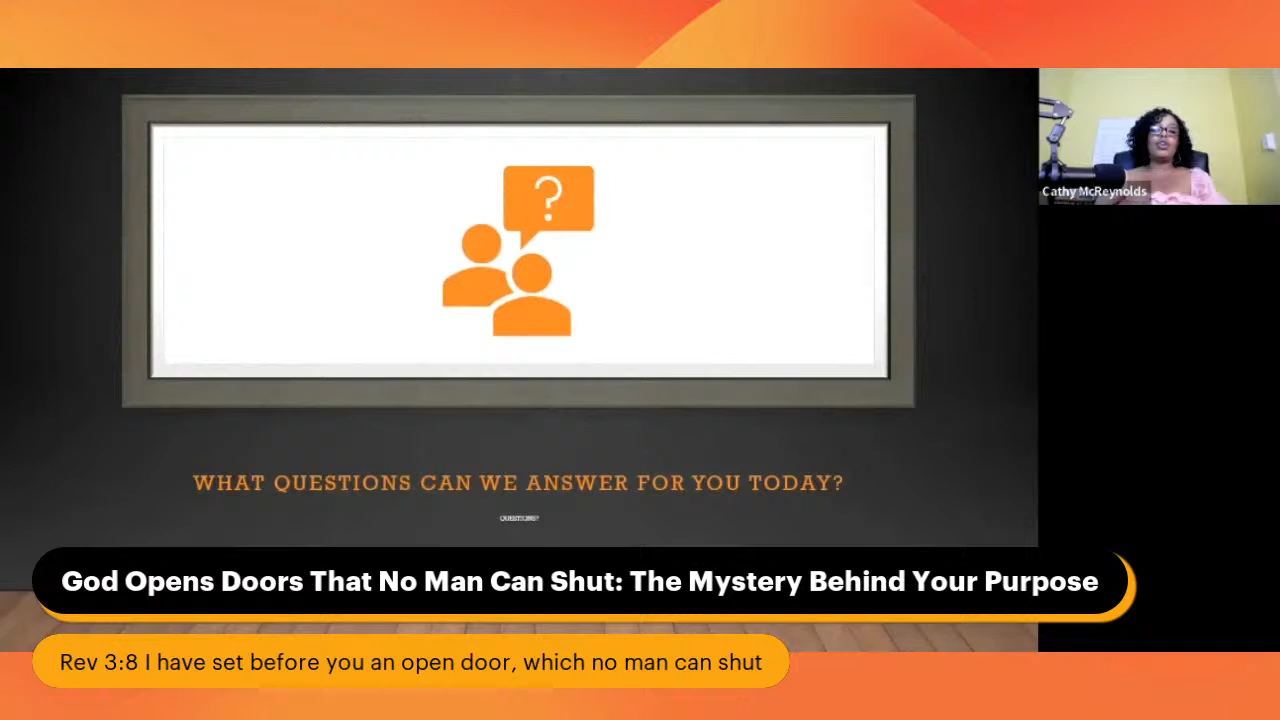 ?
Cathy McReynolds
WHAT QUESTIONS CAN WE ANSWER FOR YOU TODAY?
QUESTIONS?
God Opens Doors That No Man Can Shut: The Mystery Behind Your Purpose
Rev 3:8 I have set before you an open door, which no man can shut